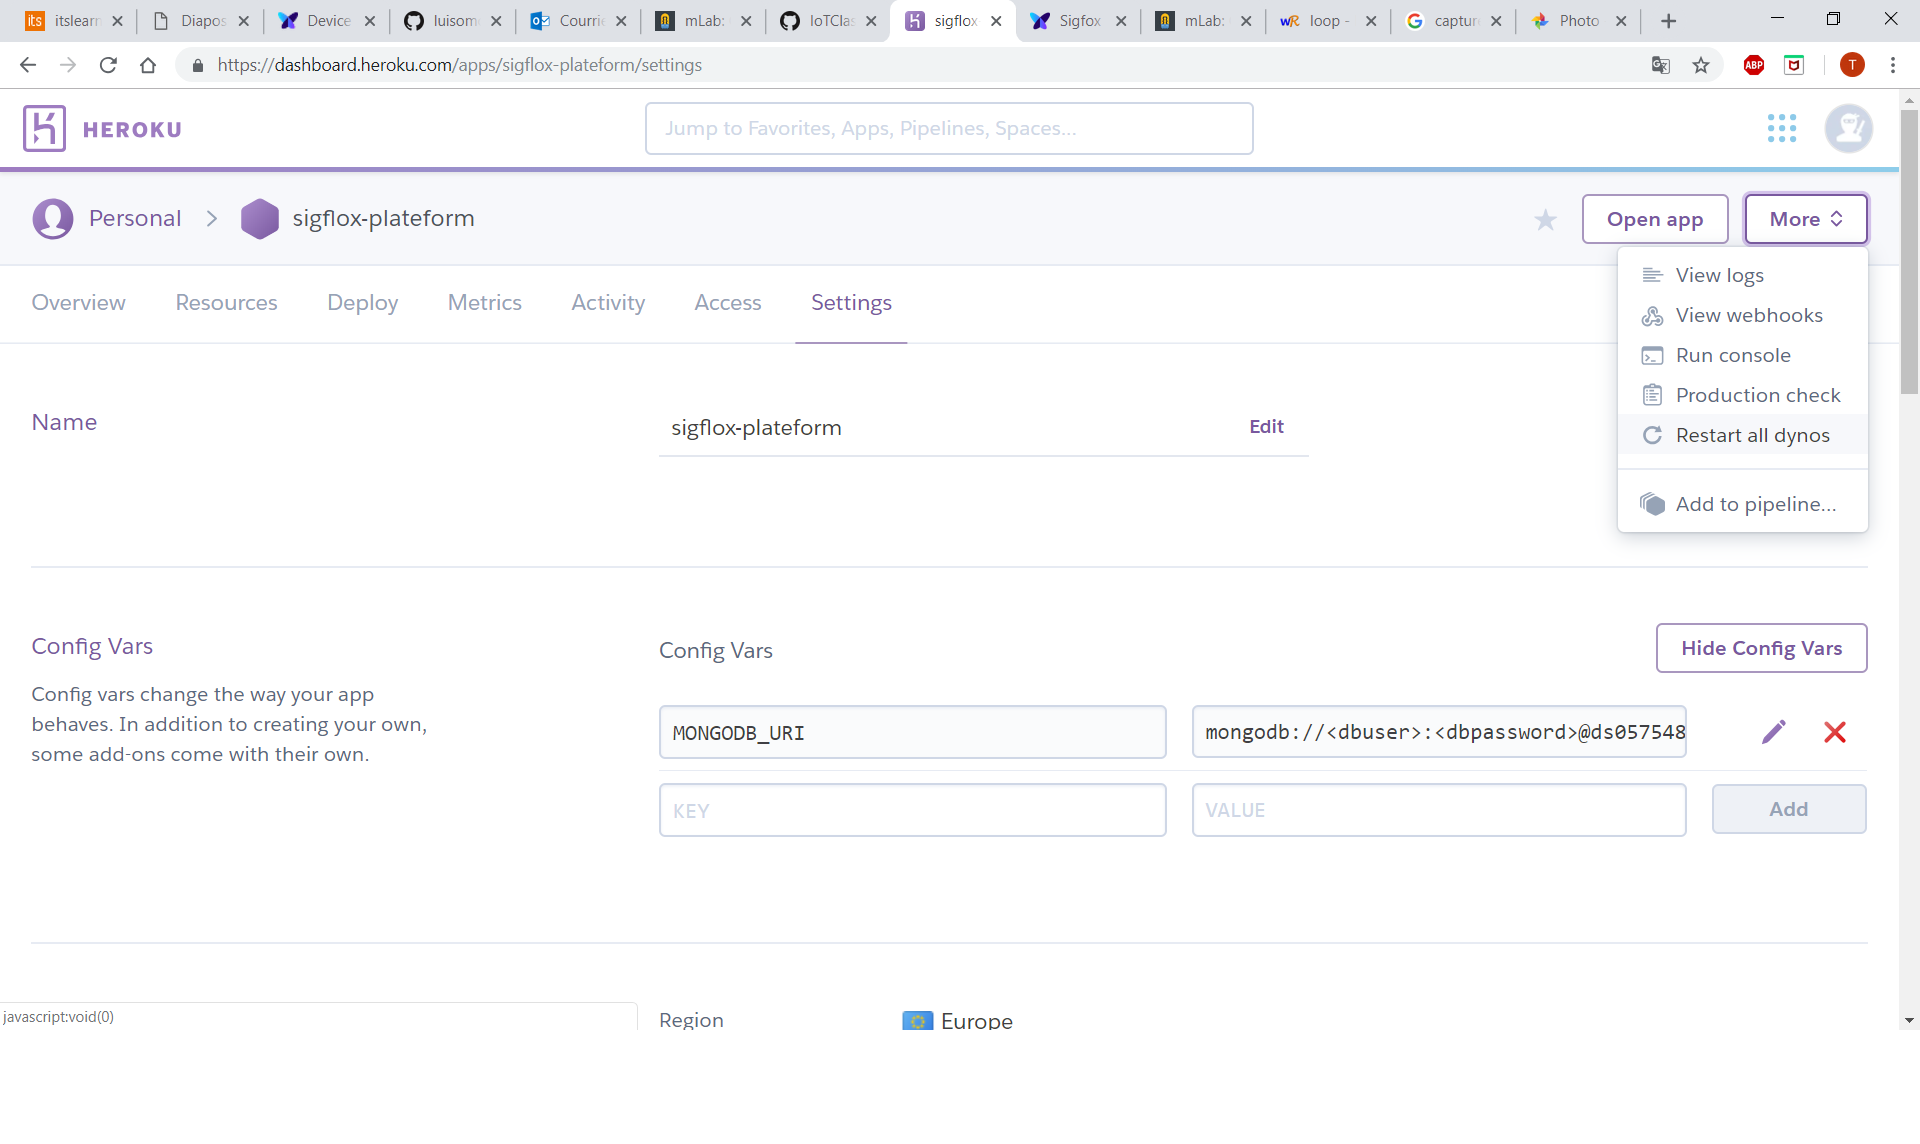 its itslearn
Diapos
Device
luisom
Courrie
mLab:
IoTClas
sigflox
Sigfox
mLab:
wR loop -
captur
Photo
https://dashboard.heroku.com/apps/sigflox-plateform/settings
ABP
T
HEROKU
Jump to Favorites, Apps, Pipelines, Spaces...
Personal
sigflox-plateform
Open app
More
View logs
View webhooks
Run console
Production check
Restart all dynos
Add to pipeline...
Overview
Resources
Deploy
Metrics
Activity
Access
Settings
Name
sigflox-plateform
Edit
Config Vars
Config vars change the way your app
behaves. In addition to creating your own,
some add-ons come with their own.
Config Vars
Hide Config Vars
MONGODB_URI
mongodb://<dbuser>:<dbpassword>@ds057548
KEY
VALUE
Add
Region
Europe
javascript:void(0)